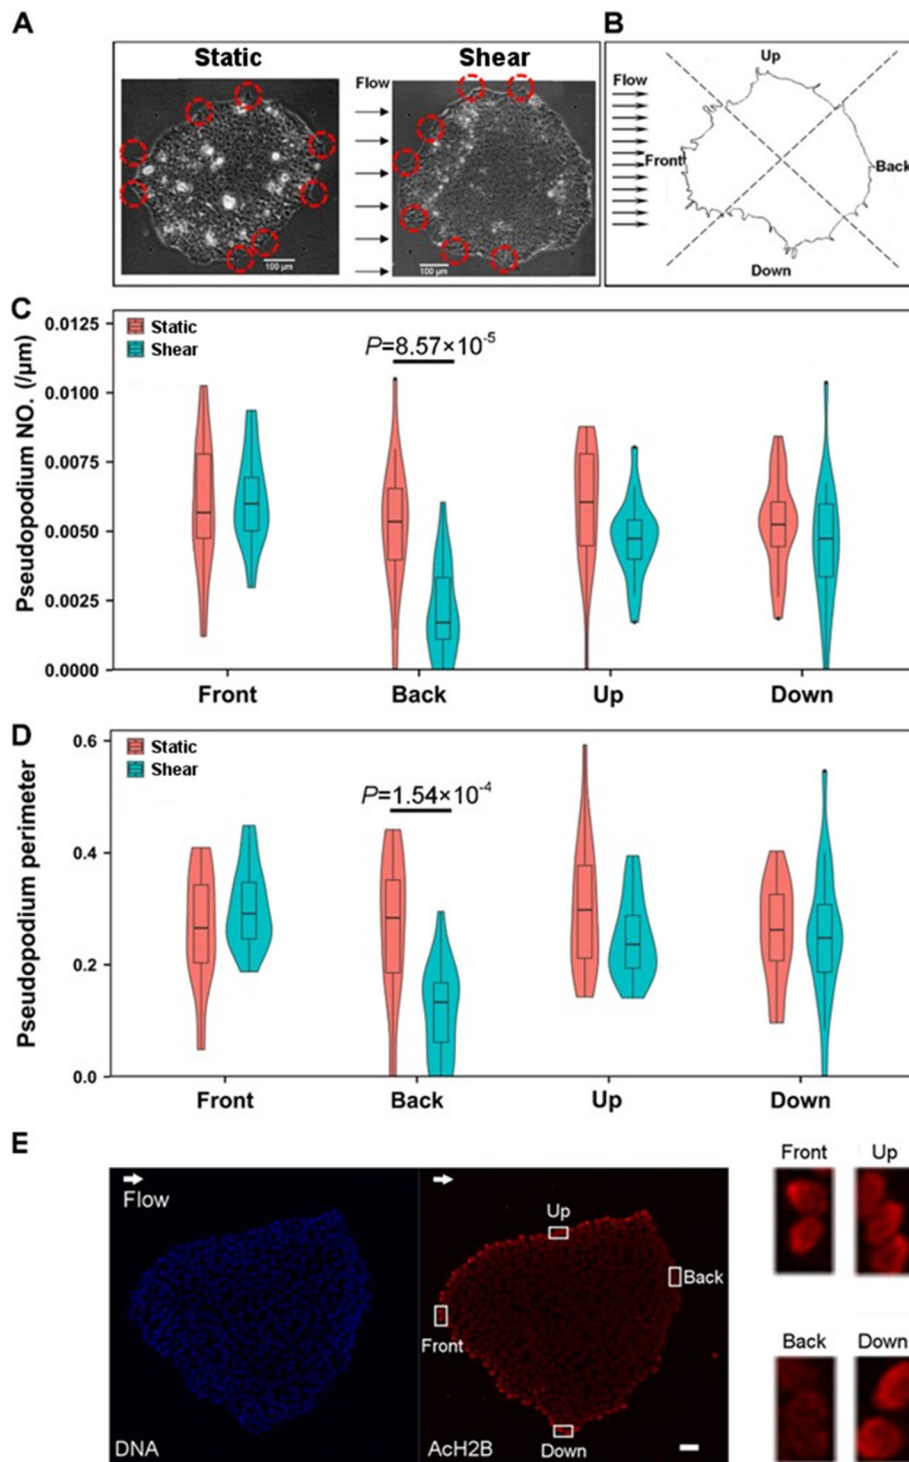 A
Static
Shear
Flow
100 µm
100 µm
B
Up
Flow
Front
Back
Down
C
Static
Shear
P=8.57×10-5
Pseudopodium NO. (/µm)
0.0125
0.0100
0.0075
0.0050
0.0025
0.0000
Front
Back
Up
Down
D
Static
Shear
P=1.54×10-4
Pseudopodium perimeter
0.6
0.4
0.2
0.0
Front
Back
Up
Down
E
Flow
DNA
Up
Back
Front
AcH2B
Down
Front
Up
Back
Down